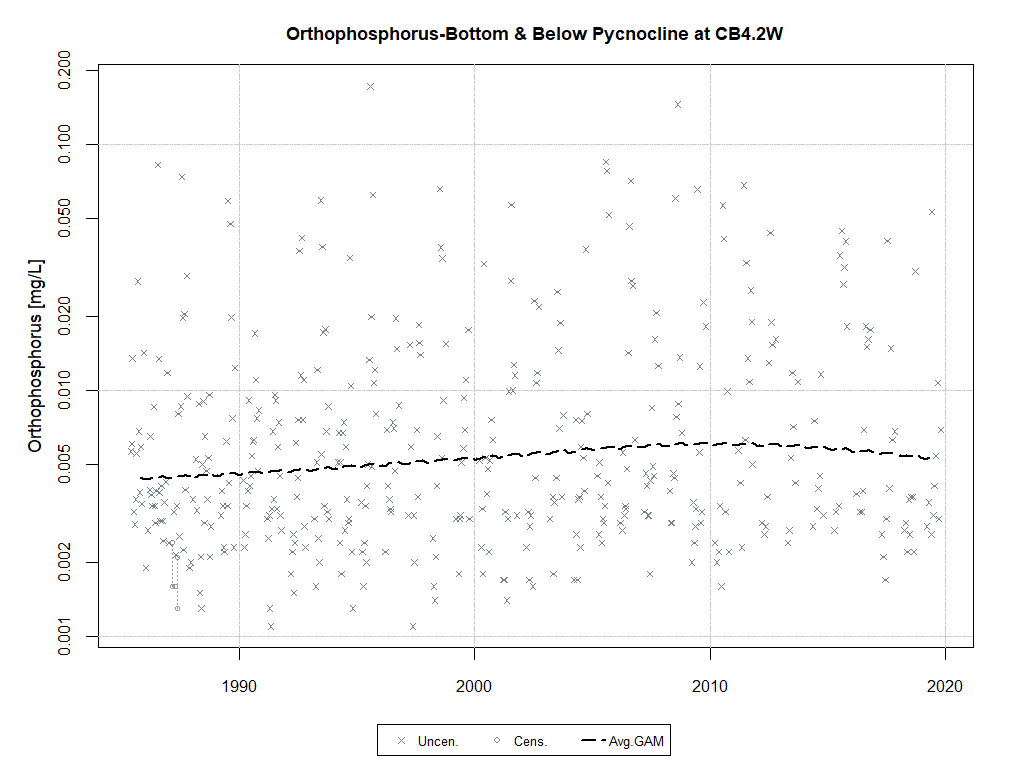 Orthophosphorus-Bottom & Below Pycnocline at CB4.2W
Orthophosphorus [mg/L]
0.200
0.100
0.050
0.020
0.010
0.005
0.002
0.001
1990 2000 2010 2020
Uncen. Cens. Avg.GAM